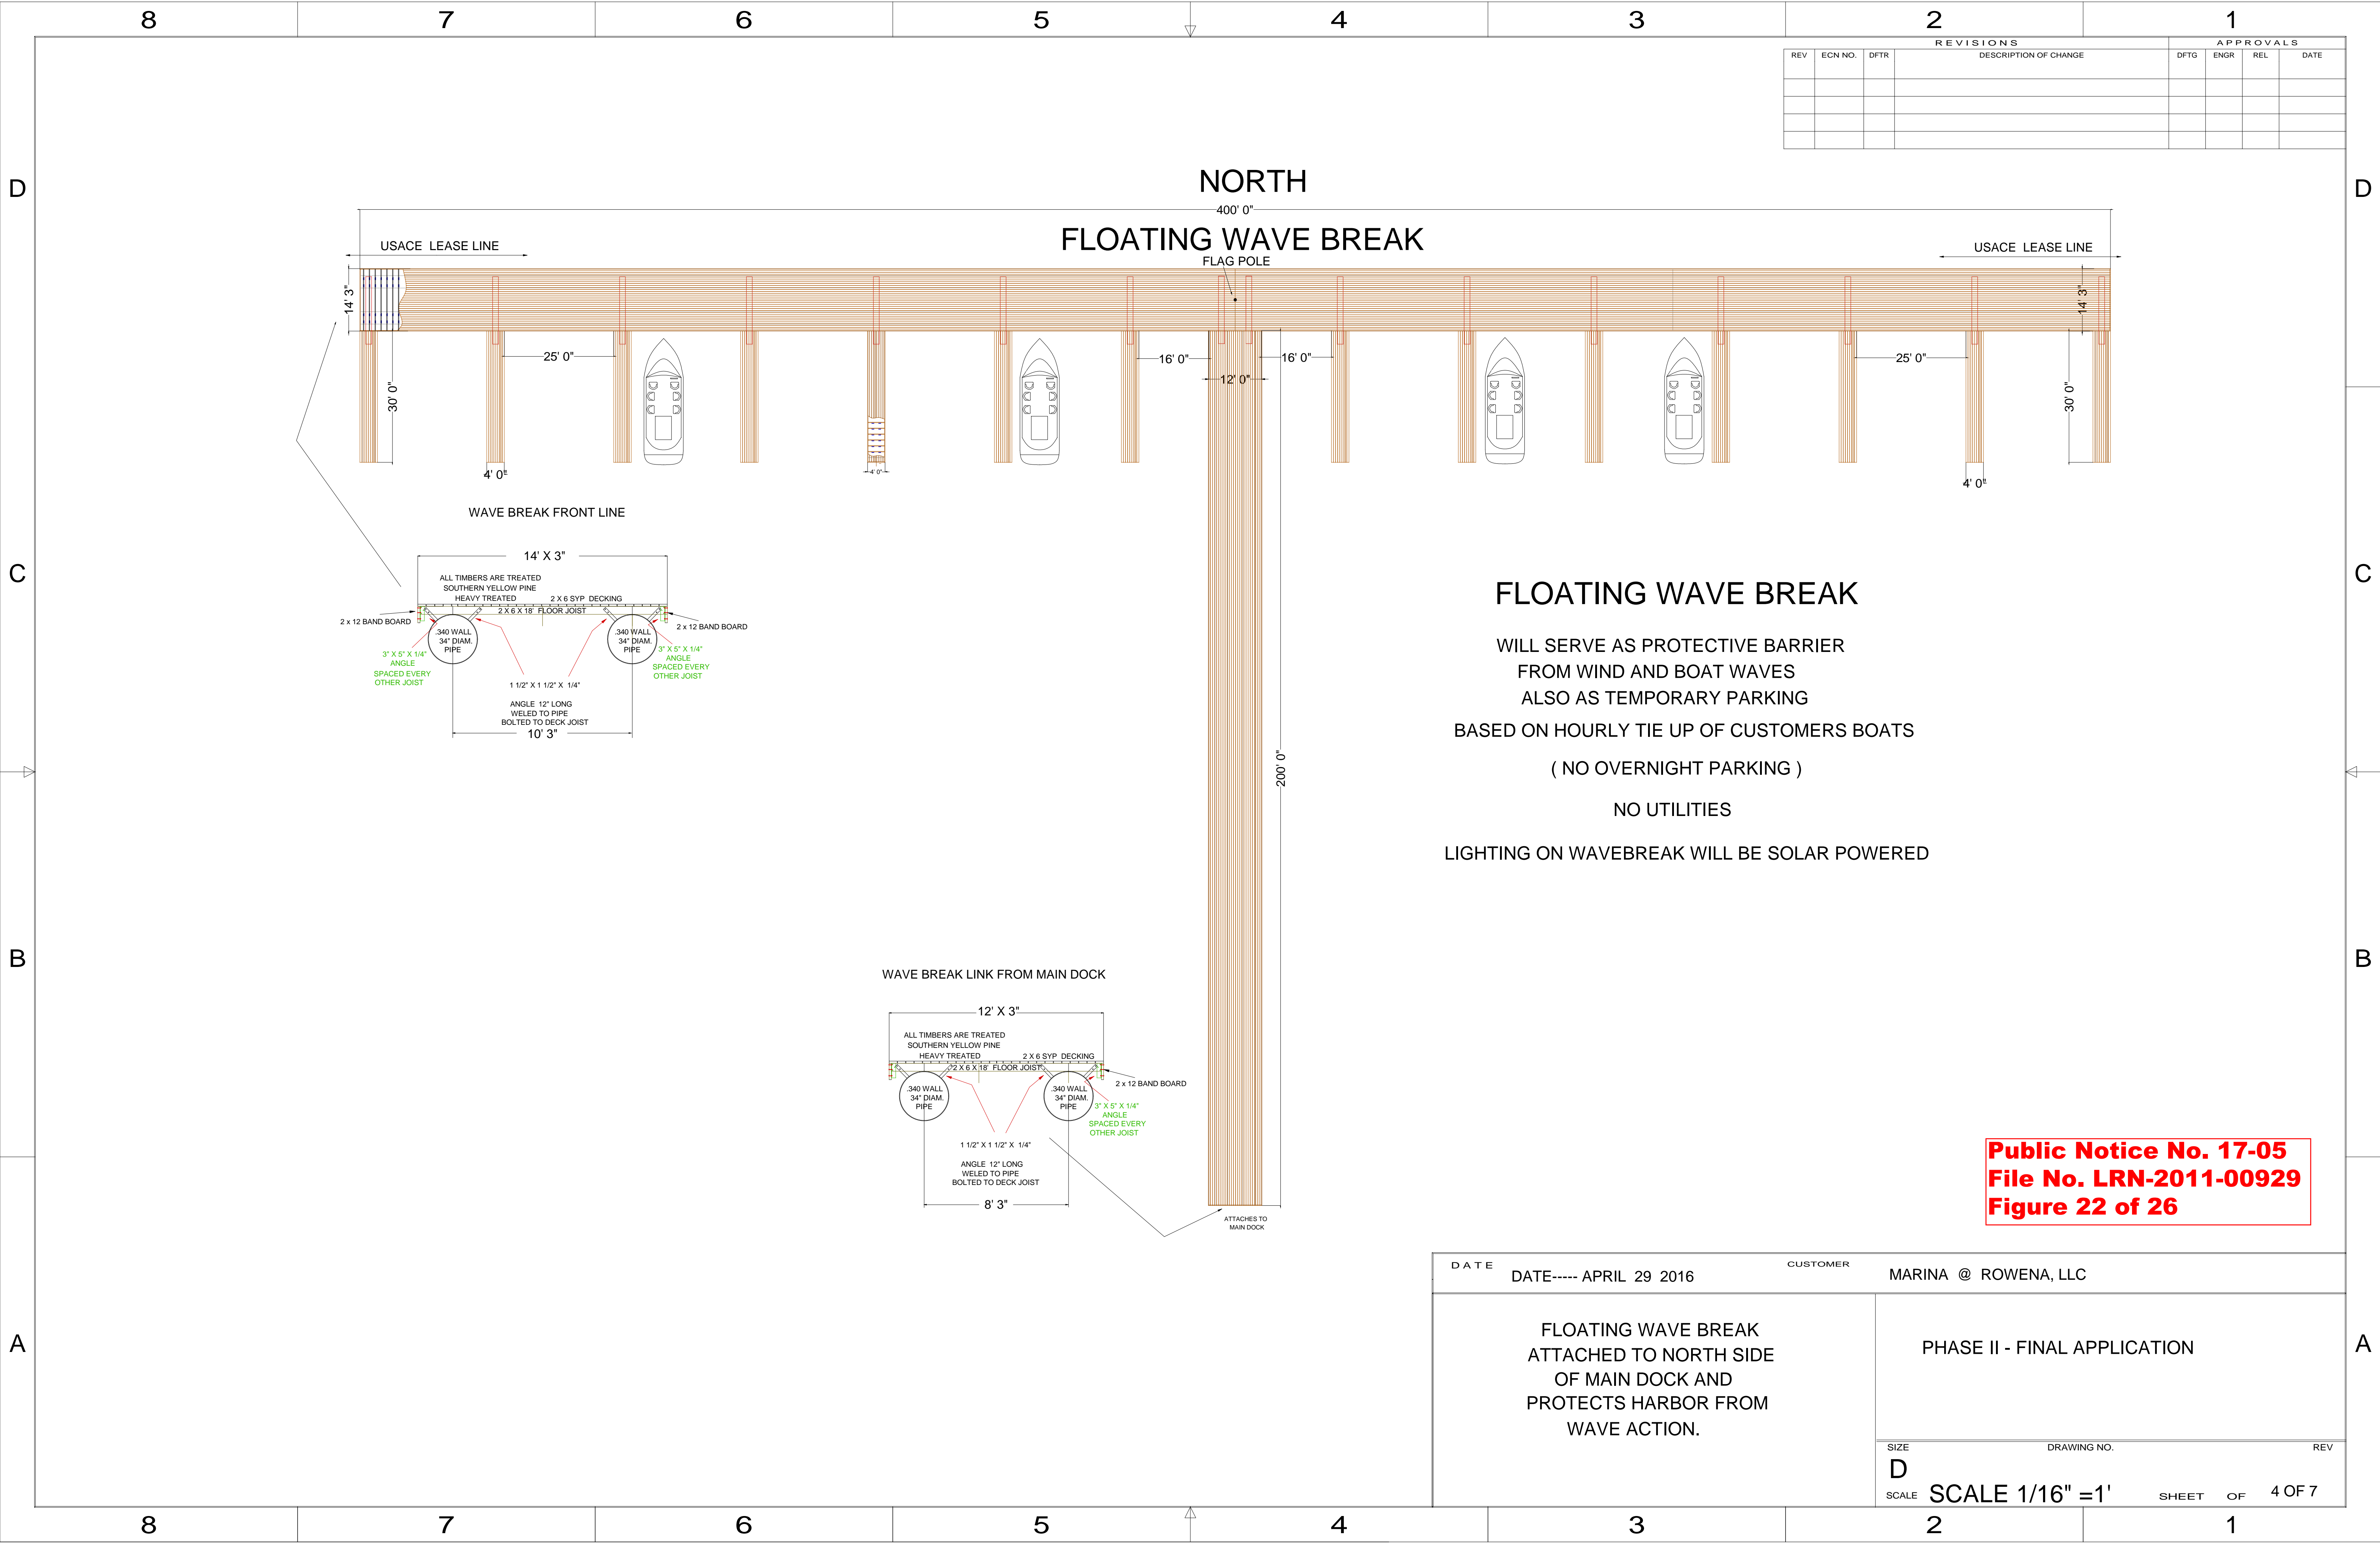 8 7 6 5 4 3 2 1
REVISIONS APPROVALS
REV ECN NO. DFTR DESCRIPTION OF CHANGE DFTG ENGR REL DATE
D D
NORTH
400' 0"
FLOATING WAVE BREAK
USACE LEASE LINE
FLAG POLE
USACE LEASE LINE
14' 3"
14' 3"
25' 0"
16' 0"
16' 0"
25' 0"
12' 0"
30' 0"
30' 0"
4' 0"
4' 0"
4' 0"
WAVE BREAK FRONT LINE
14' X 3"
C C
ALL TIMBERS ARE TREATED
SOUTHERN YELLOW PINE
HEAVY TREATED 2 X 6 SYP DECKING
2 X 6 X 18' FLOOR JOIST
2 x 12 BAND BOARD
2 x 12 BAND BOARD
.340 WALL
34" DIAM.
PIPE
.340 WALL
34" DIAM.
PIPE
3" X 5" X 1/4"
ANGLE
SPACED EVERY
OTHER JOIST
3" X 5" X 1/4"
ANGLE
SPACED EVERY
OTHER JOIST
1 1/2" X 1 1/2" X 1/4"
ANGLE 12" LONG
WELED TO PIPE
BOLTED TO DECK JOIST
10' 3"
FLOATING WAVE BREAK
WILL SERVE AS PROTECTIVE BARRIER
FROM WIND AND BOAT WAVES
ALSO AS TEMPORARY PARKING
BASED ON HOURLY TIE UP OF CUSTOMERS BOATS
( NO OVERNIGHT PARKING )
NO UTILITIES
LIGHTING ON WAVEBREAK WILL BE SOLAR POWERED
200' 0"
B B
WAVE BREAK LINK FROM MAIN DOCK
12' X 3"
ALL TIMBERS ARE TREATED
SOUTHERN YELLOW PINE
HEAVY TREATED 2 X 6 SYP DECKING
2 X 6 X 18' FLOOR JOIST
2 x 12 BAND BOARD
.340 WALL
34" DIAM.
PIPE
.340 WALL
34" DIAM.
PIPE
3" X 5" X 1/4"
ANGLE
SPACED EVERY
OTHER JOIST
1 1/2" X 1 1/2" X 1/4"
ANGLE 12" LONG
WELED TO PIPE
BOLTED TO DECK JOIST
8' 3"
ATTACHES TO
MAIN DOCK
Public Notice No. 17-05
File No. LRN-2011-00929
Figure 22 of 26
DATE DATE----- APRIL 29 2016 CUSTOMER MARINA @ ROWENA, LLC
A A
FLOATING WAVE BREAK
ATTACHED TO NORTH SIDE
OF MAIN DOCK AND
PROTECTS HARBOR FROM
WAVE ACTION.
PHASE II - FINAL APPLICATION
SIZE DRAWING NO. REV
D
SCALE SCALE 1/16" =1' SHEET OF 4 OF 7
8 7 6 5 4 3 2 1